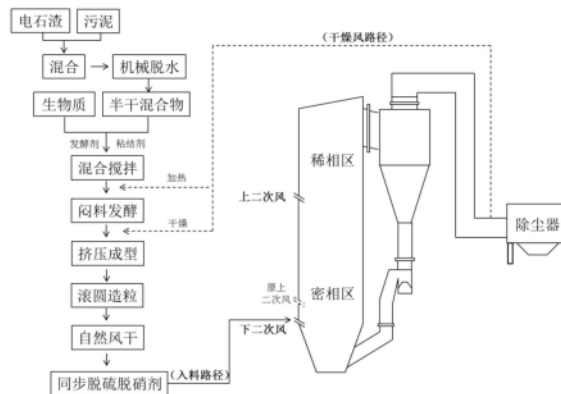 电石渣
污泥
混合
机械脱水
生物质
半干混合物
发酵剂
粘结剂
混合搅拌
加热
闷料发酵
干燥
挤压成型
滚圆造粒
自然风干
同步脱硫脱硝剂
（入料路径）
（干燥风路径）
稀相区
上二次风
原上
二次风
密相区
下二次风
除尘器